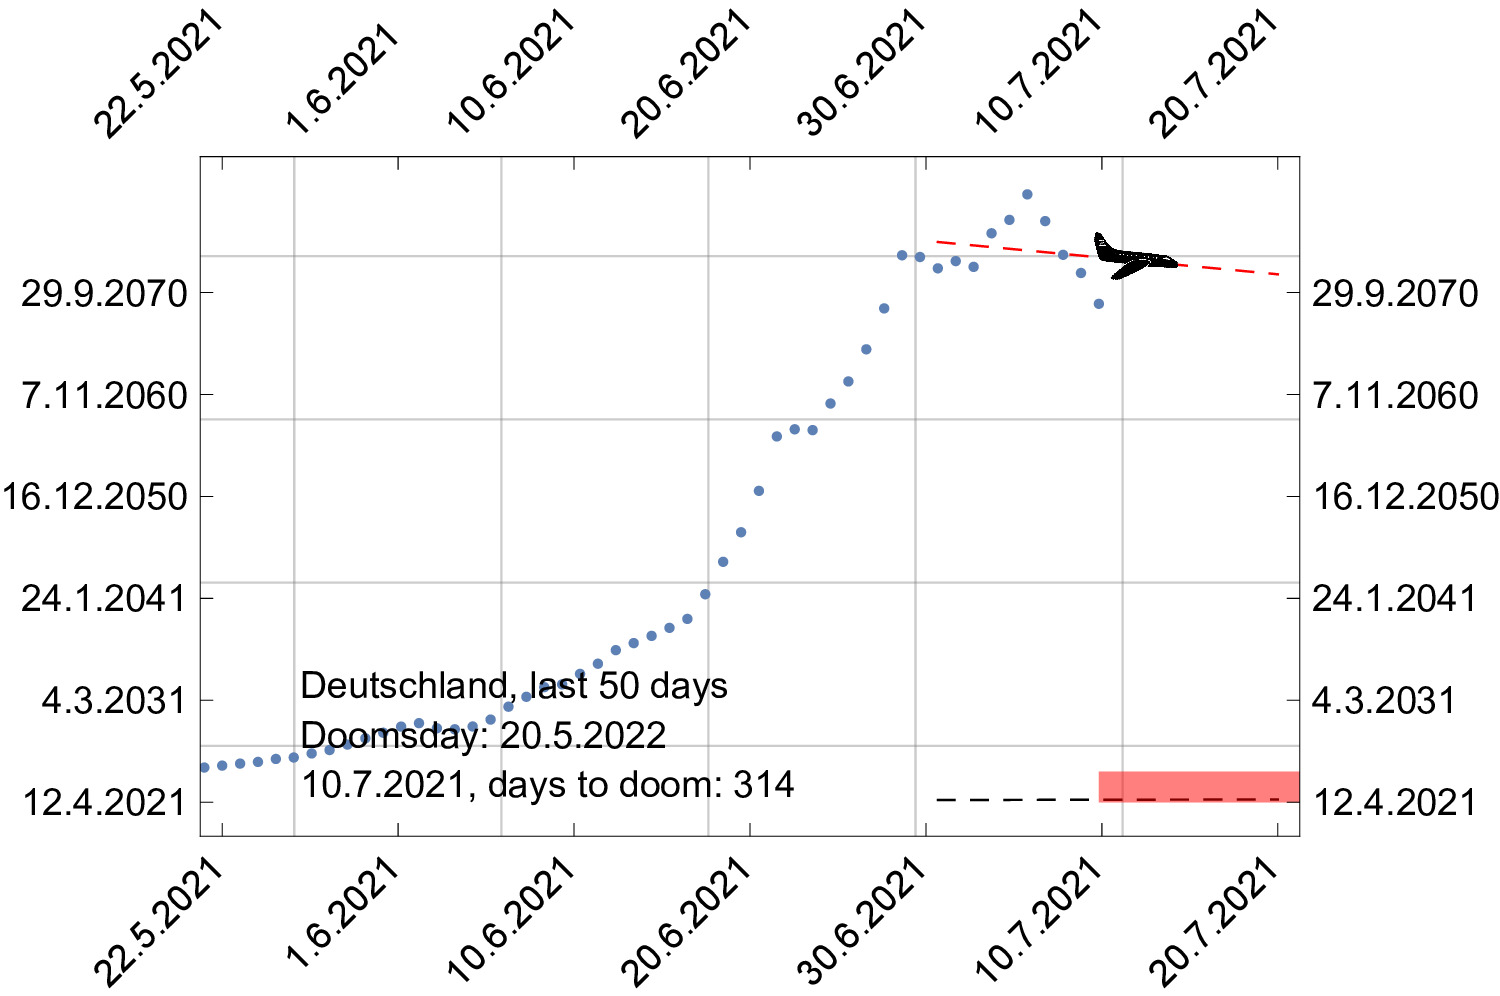 22.5.2021 1.6.2021 10.6.2021 20.6.2021 30.6.2021 10.7.2021 20.7.2021
29.9.2070 29.9.2070
7.11.2060 7.11.2060
16.12.2050 16.12.2050
24.1.2041 24.1.2041
4.3.2031 4.3.2031
12.4.2021 12.4.2021
Deutschland, last 50 days
Doomsday: 20.5.2022
10.7.2021, days to doom: 314
22.5.2021 1.6.2021 10.6.2021 20.6.2021 30.6.2021 10.7.2021 20.7.2021